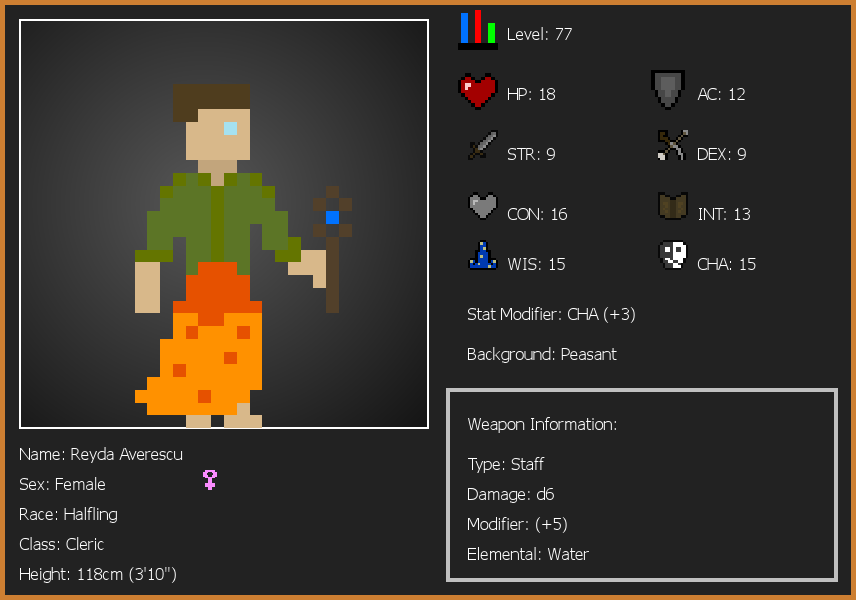 Level: 77
HP: 18
AC: 12
STR: 9
DEX: 9
CON: 16
INT: 13
WIS: 15
CHA: 15
Stat Modifier: CHA (+3)
Background: Peasant
Weapon Information:
Type: Staff
Damage: d6
Modifier: (+5)
Elemental: Water
Name: Reyda Averescu
Sex: Female
Race: Halfling
Class: Cleric
Height: 118cm (3'10")